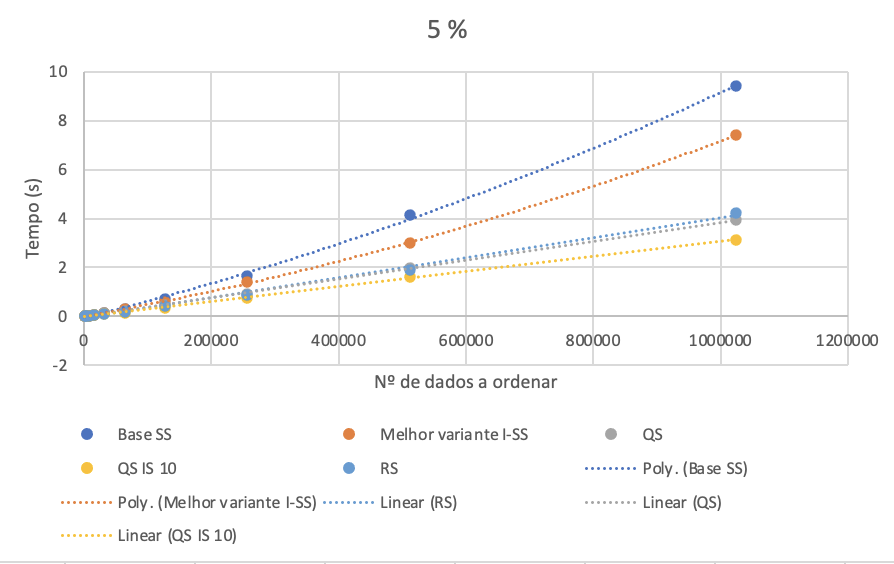 5 %
10
8
6
4
2
0
-2
Tempo (s)
0 200000 400000 600000 800000 1000000 1200000
Nº de dados a ordenar
Base SS Melhor variante I-SS QS
QS IS 10 RS Poly. (Base SS)
Poly. (Melhor variante I-SS) Linear (RS) Linear (QS)
Linear (QS IS 10)